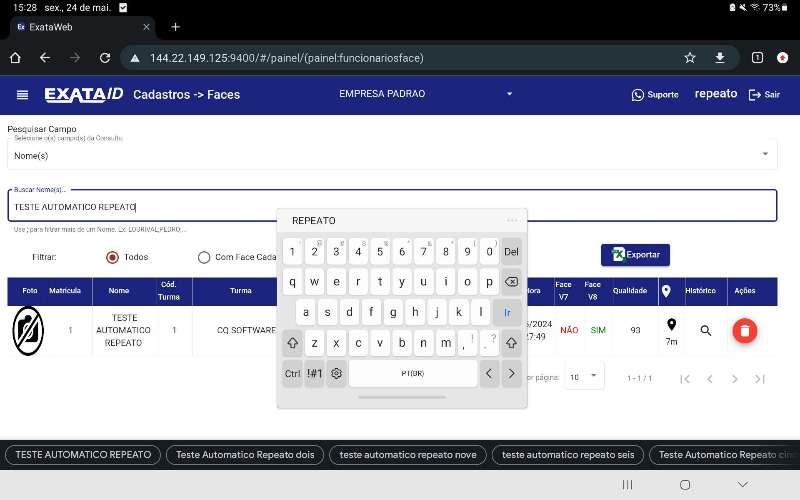 15:28 sex., 24 de mai. 73%
ExataWeb
144.22.149.125:9400/#/painel/(painel:funcionariosface) 1
EXATA ID Cadastros -> Faces EMPRESA PADRAO Suporte repeato Sair
Pesquisar Campo
Selecione o(s) campo(s) da Consulta
Nome(s)
Buscar Nome(s)...
TESTE AUTOMATICO REPEATO
Use ; para filtrar mais de um Nome. Ex. LOURIVAL;PEDRO;...
Filtrar: Todos Com Face Cada Exportar
Foto Matrícula Nome Cód. Turma Turma Hora Face V7 Face V8 Qualidade Histórico Ações
1 TESTE AUTOMATICO REPEATO 1 CQ.SOFTWARE /2024 27:49 NÃO SIM 93 7m
or página: 10 1 - 1 / 1
REPEATO ...
1 2 3 4 5 6 7 8 9 0 Del
q w e r t y u i o p
a s d f g h j k l Ir
z x c v b n m , ! . ?
Ctrl !#1 PT(BR) < >
TESTE AUTOMATICO REPEATO Teste Automatico Repeato dois teste automatico repeato nove teste automatico repeato seis Teste Automatico Repeato cinc